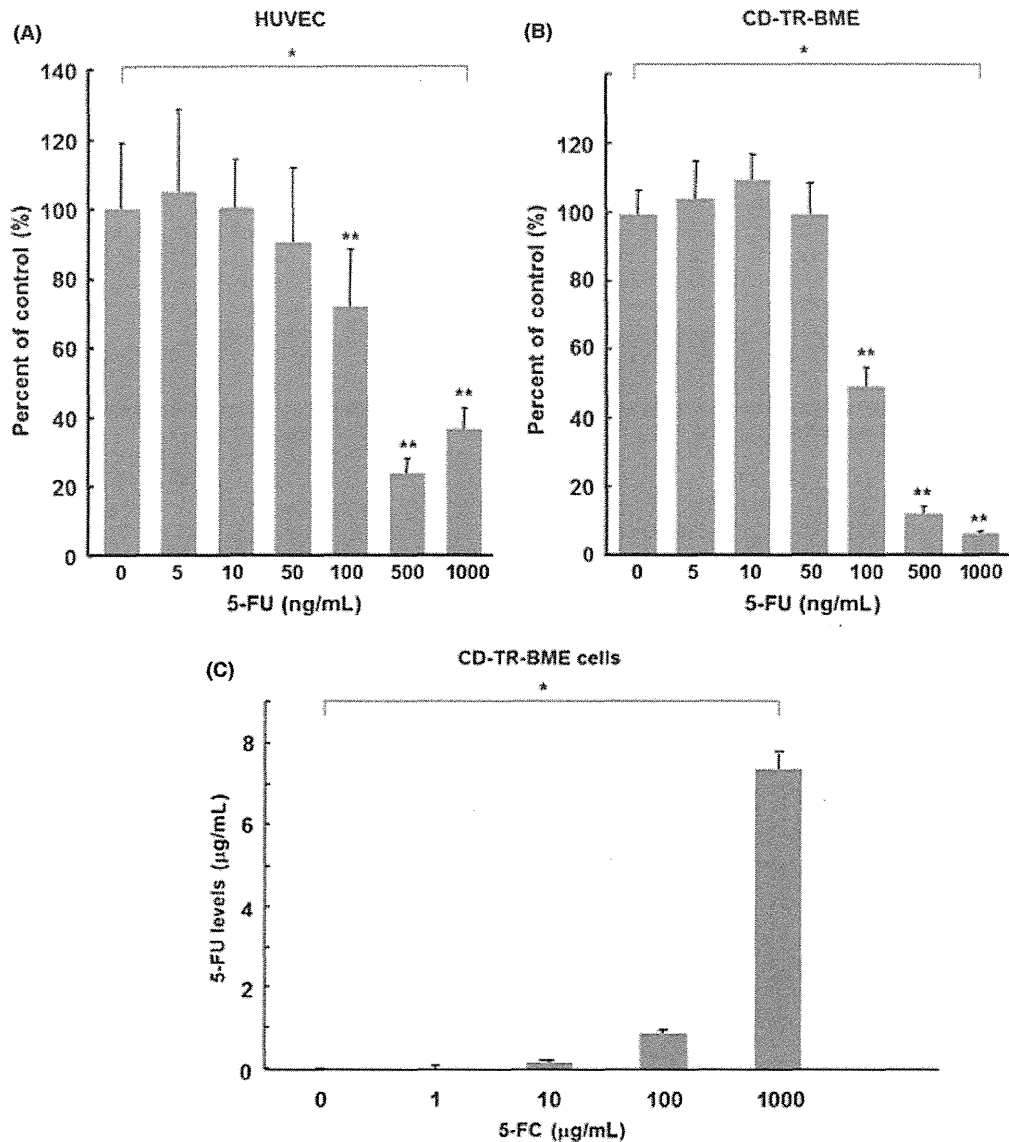 (A)
HUVEC
*
140
120
100
80
60
40
20
0
Percent of control (%)
**
**
**
0 5 10 50 100 500 1000
5-FU (ng/mL)
(B)
CD-TR-BME
*
120
100
80
60
40
20
0
Percent of control (%)
**
**
**
0 5 10 50 100 500 1000
5-FU (ng/mL)
(C)
CD-TR-BME cells
*
8
6
4
2
0
5-FU levels (μg/mL)
0 1 10 100 1000
5-FC (μg/mL)